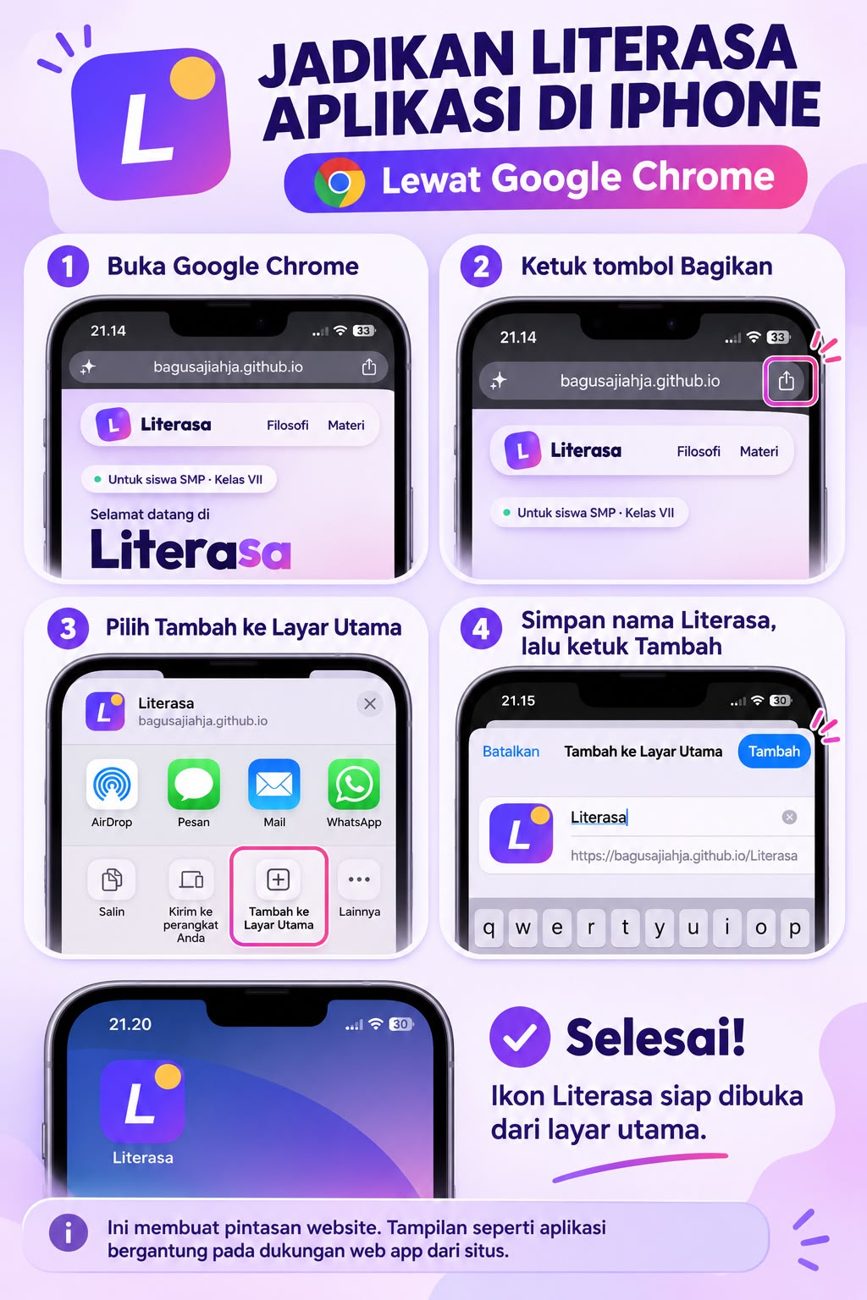 L
JADIKAN LITERASA
APLIKASI DI IPHONE
Lewat Google Chrome
1 Buka Google Chrome
21.14
33
bagusajiahja.github.io
L Literasa Filosofi Materi
Untuk siswa SMP · Kelas VII
Selamat datang di
Literasa
2 Ketuk tombol Bagikan
21.14
33
bagusajiahja.github.io
L Literasa Filosofi Materi
Untuk siswa SMP · Kelas VII
3 Pilih Tambah ke Layar Utama
L Literasa
bagusajiahja.github.io
AirDrop Pesan Mail WhatsApp
Salin Kirim ke perangkat Anda Tambah ke Layar Utama Lainnya
4 Simpan nama Literasa,
lalu ketuk Tambah
21.15
30
Batalkan Tambah ke Layar Utama Tambah
L Literasa
https://bagusajiahja.github.io/Literasa
q w e r t y u i o p
21.20
30
L
Literasa
Selesai!
Ikon Literasa siap dibuka
dari layar utama.
i Ini membuat pintasan website. Tampilan seperti aplikasi
bergantung pada dukungan web app dari situs.